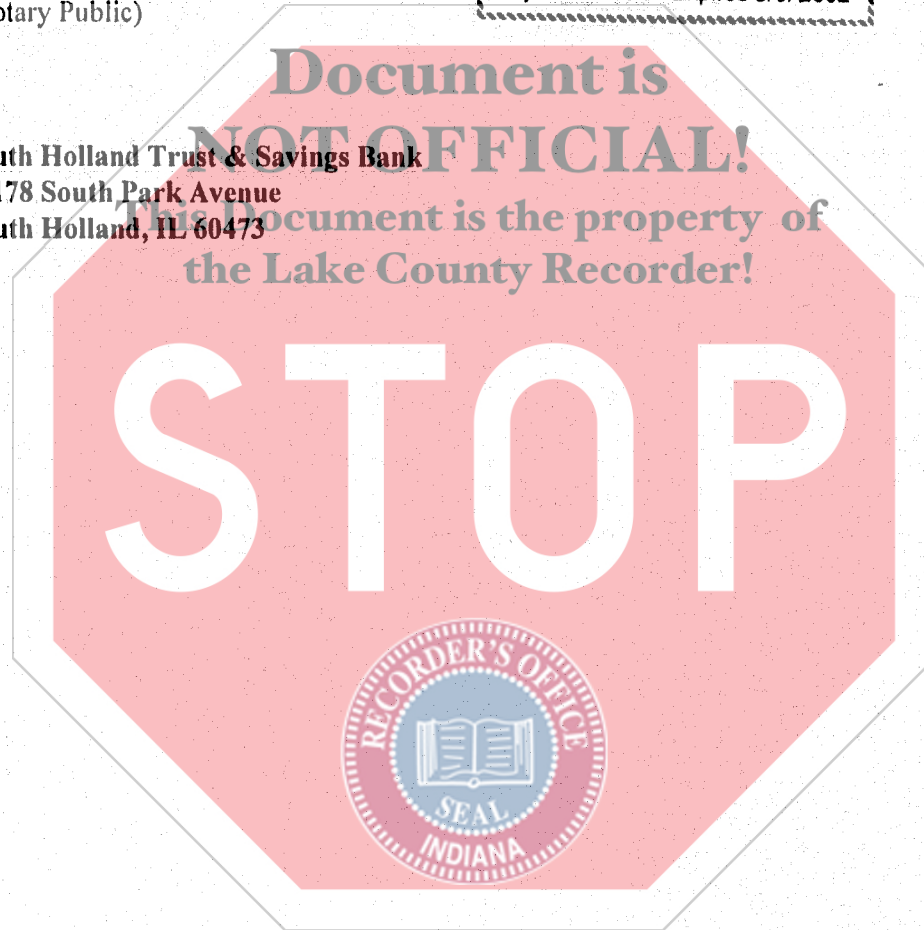 otary Public)
Document is
NOT OFFICIAL!
uth Holland Trust & Savings Bank
178 South Park Avenue
This Document is the property of
uth Holland, IL 60473
the Lake County Recorder!
STOP
RECORDER'S OFFICE
SEAL
INDIANA